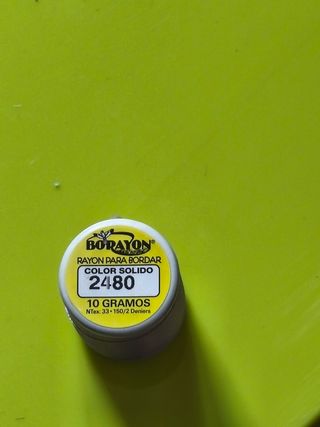 BORAYON®
RAYON PARA BORDAR
COLOR SOLIDO
2480
10 GRAMOS
NTex: 33 • 150/2 Deniers